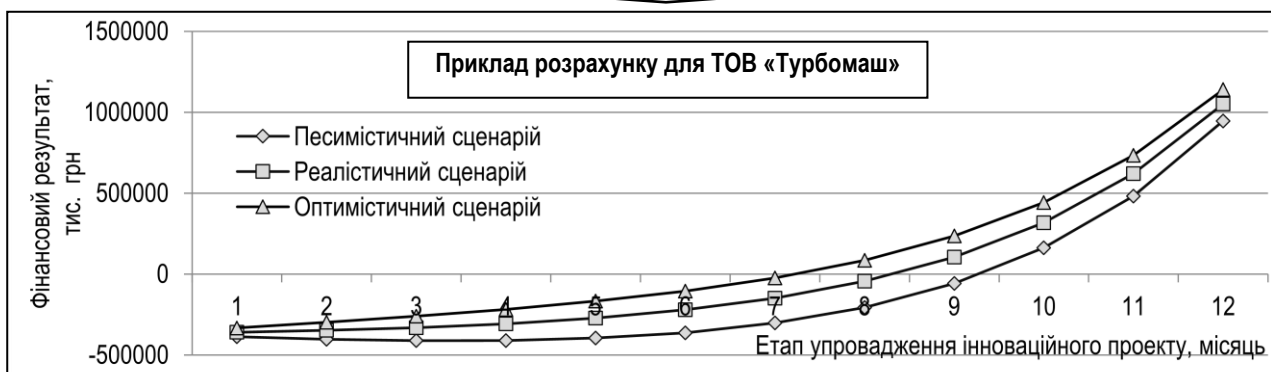 1500000
Приклад розрахунку для ТОВ «Турбомаш»
1000000
500000
0
-500000
Фінансовий результат,
тис. грн
Песимістичний сценарій
Реалістичний сценарій
Оптимістичний сценарій
1 2 3 4 5 6 7 8 9 10 11 12
Етап упровадження інноваційного проекту, місяць